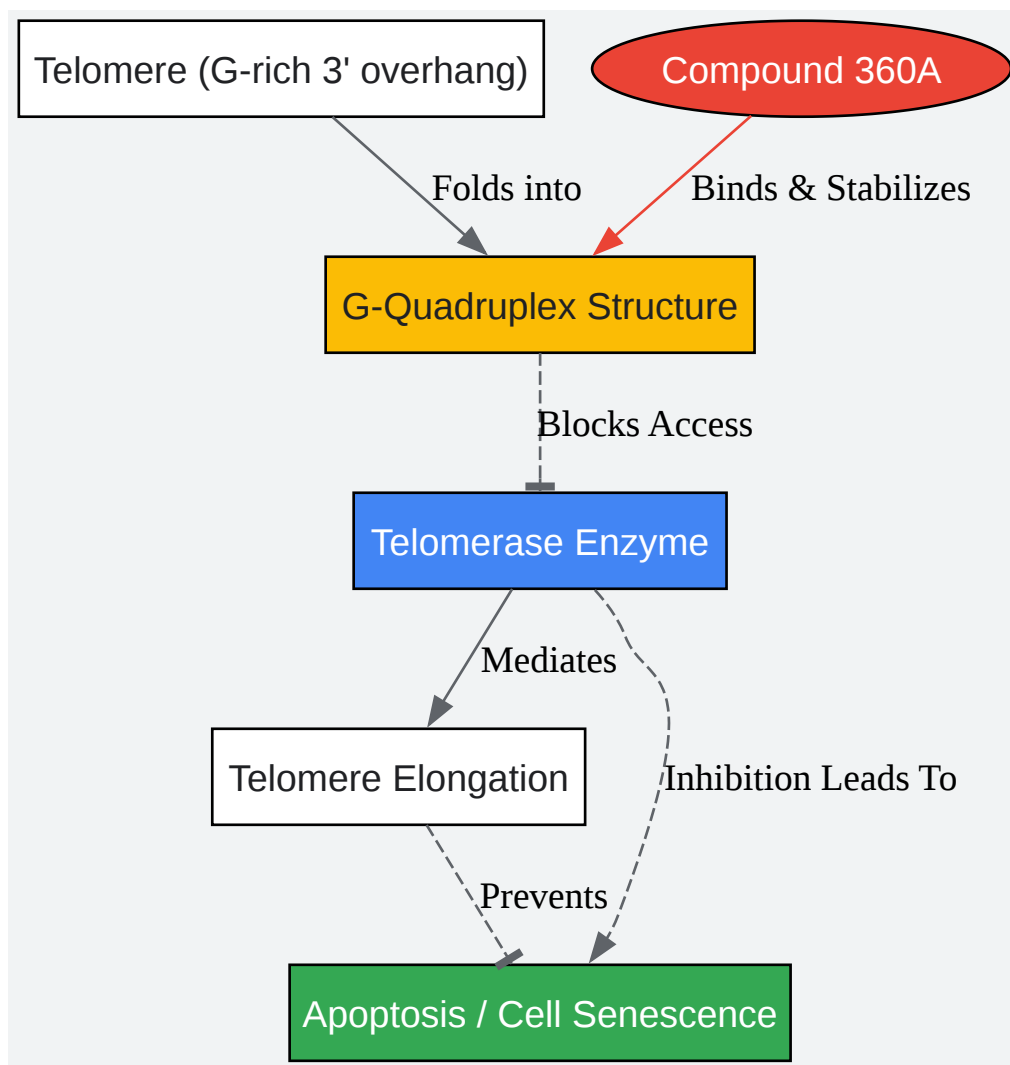 Telomere (G-rich 3' overhang)
Compound 360A
Folds into
Binds & Stabilizes
G-Quadruplex Structure
Blocks Access
Telomerase Enzyme
Mediates
Telomere Elongation
Inhibition Leads To
Prevents
Apoptosis / Cell Senescence